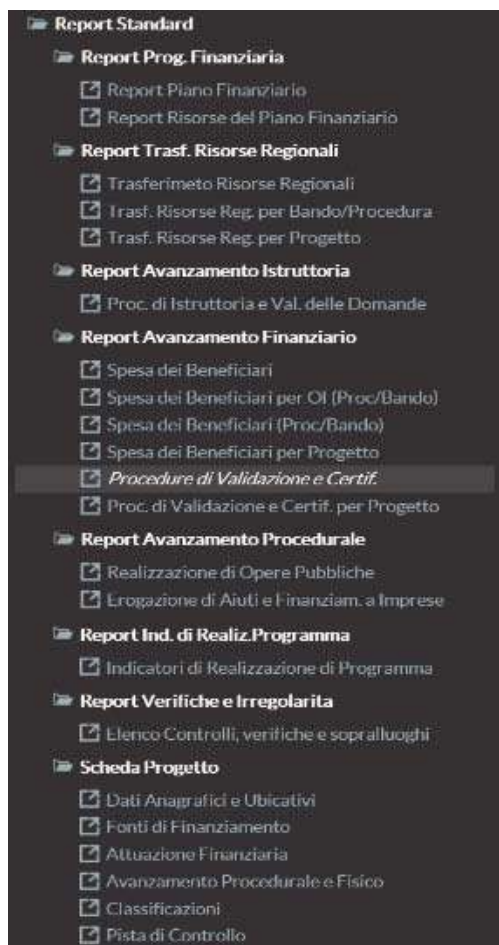 Report Standard
Report Prog. Finanziaria
Report Piano Finanziario
Report Risorse del Piano Finanziario
Report Trasf. Risorse Regionali
Trasferimeto Risorse Regionali
Trasf. Risorse Reg. per Bando/Procedura
Trasf. Risorse Reg. per Progetto
Report Avanzamento Istruttoria
Proc. di Istruttoria e Val. delle Domande
Report Avanzamento Finanziario
Spesa dei Beneficiari
Spesa dei Beneficiari per OI (Proc/Bando)
Spesa dei Beneficiari (Proc/Bando)
Spesa dei Beneficiari per Progetto
Procedure di Validazione e Certif.
Proc. di Validazione e Certif. per Progetto
Report Avanzamento Procedurale
Realizzazione di Opere Pubbliche
Erogazione di Aiuti e Finanziam. a Imprese
Report Ind. di Realiz.Programma
Indicatori di Realizzazione di Programma
Report Verifiche e Irregolarita
Elenco Controlli, verifiche e sopralluoghi
Scheda Progetto
Dati Anagrafici e Ubicativi
Fonti di Finanziamento
Attuazione Finanziaria
Avanzamento Procedurale e Fisico
Classificazioni
Pista di Controllo